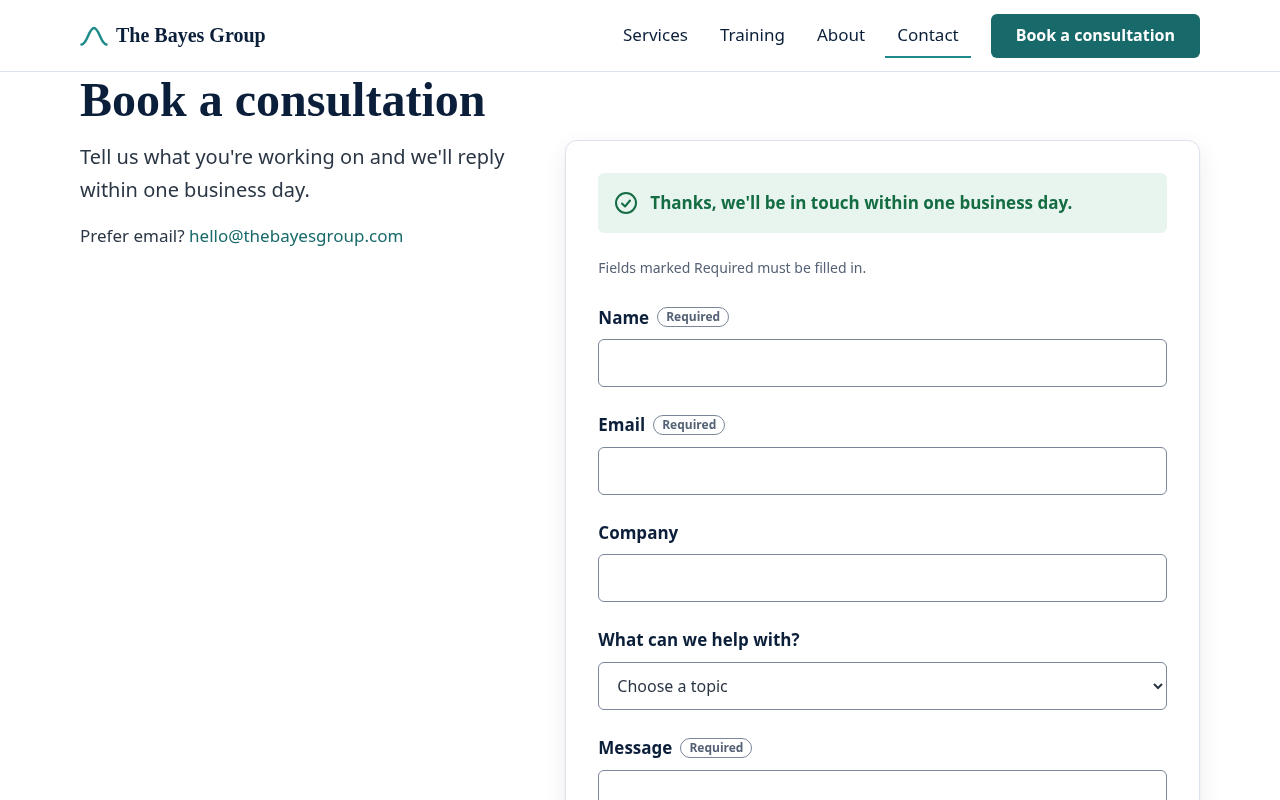 The Bayes Group
Services
Training
About
Contact
Book a consultation
Book a consultation
Tell us what you're working on and we'll reply
within one business day.
Prefer email? hello@thebayesgroup.com
Thanks, we'll be in touch within one business day.
Fields marked Required must be filled in.
Name Required
Email Required
Company
What can we help with?
Choose a topic
Message Required